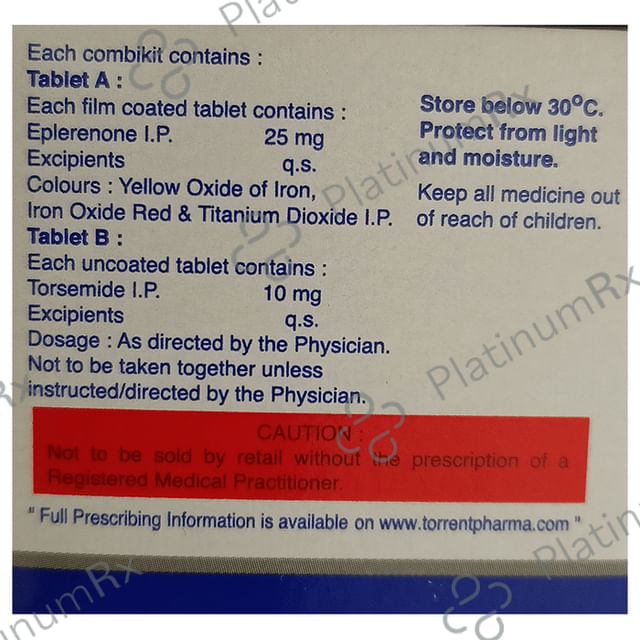 Each combikit contains :
Tablet A :
Each film coated tablet contains :
Eplerenone I.P. 25 mg
Excipients q.s.
Colours : Yellow Oxide of Iron,
Iron Oxide Red & Titanium Dioxide I.P.
Tablet B :
Each uncoated tablet contains :
Torsemide I.P. 10 mg
Excipients q.s.
Dosage : As directed by the Physician.
Not to be taken together unless
instructed/directed by the Physician.
Store below 30°C.
Protect from light
and moisture.
Keep all medicine out
of reach of children.
CAUTION :
Not to be sold by retail without the prescription of a
Registered Medical Practitioner.
" Full Prescribing Information is available on www.torrentpharma.com "
PlatinumRx
PlatinumRx
PlatinumRx